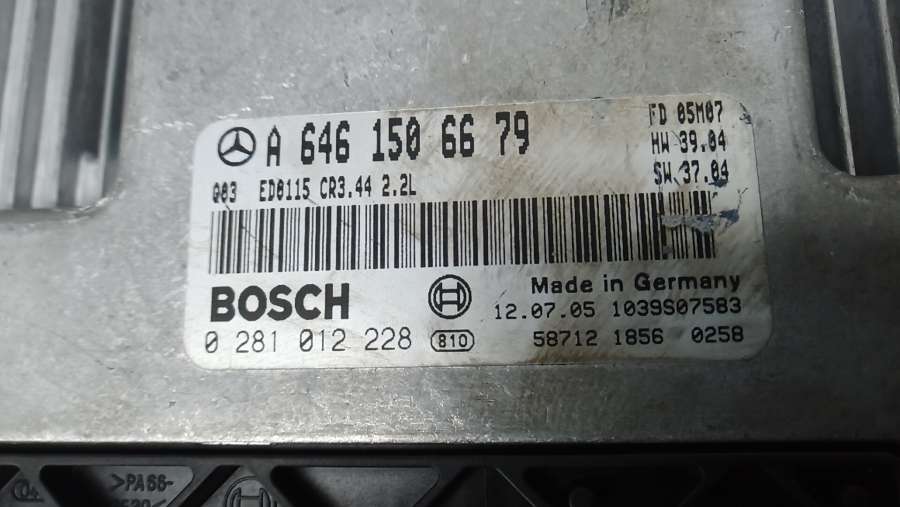 A 646 150 66 79
FD 05M07
HW 39.04
SW 37.04
Q03 ED0115 CR3.44 2.2L
BOSCH
Made in Germany
12.07.05 1039S07583
0 281 012 228 810
58712 1856 0258
>PA66-